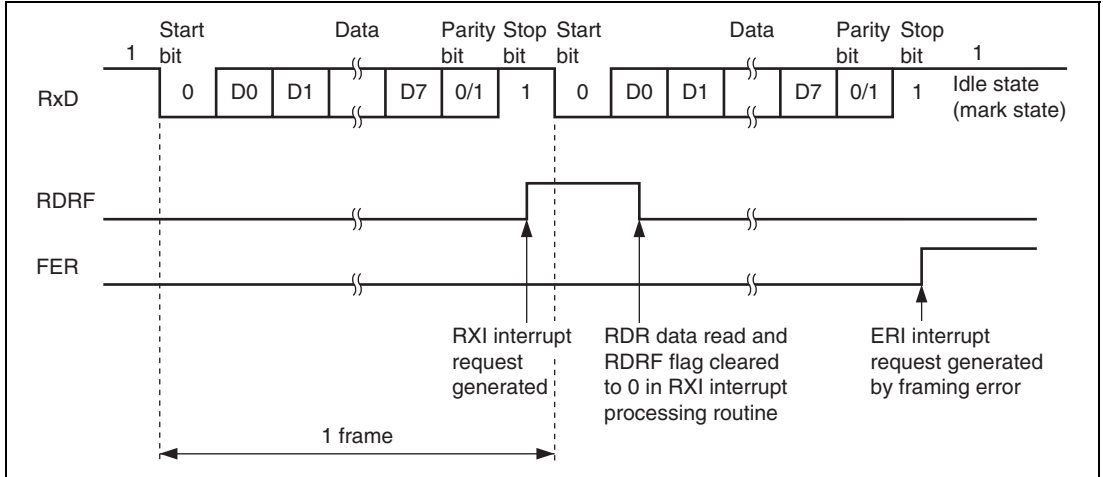 Start Data Parity Stop Start Data Parity Stop
1 bit bit bit bit bit bit 1
RxD 0 D0 D1 D7 0/1 1 0 D0 D1 D7 0/1 1 Idle state
(mark state)
RDRF
FER
RXI interrupt
request
generated
RDR data read and
RDRF flag cleared
to 0 in RXI interrupt
processing routine
ERI interrupt
request generated
by framing error
1 frame